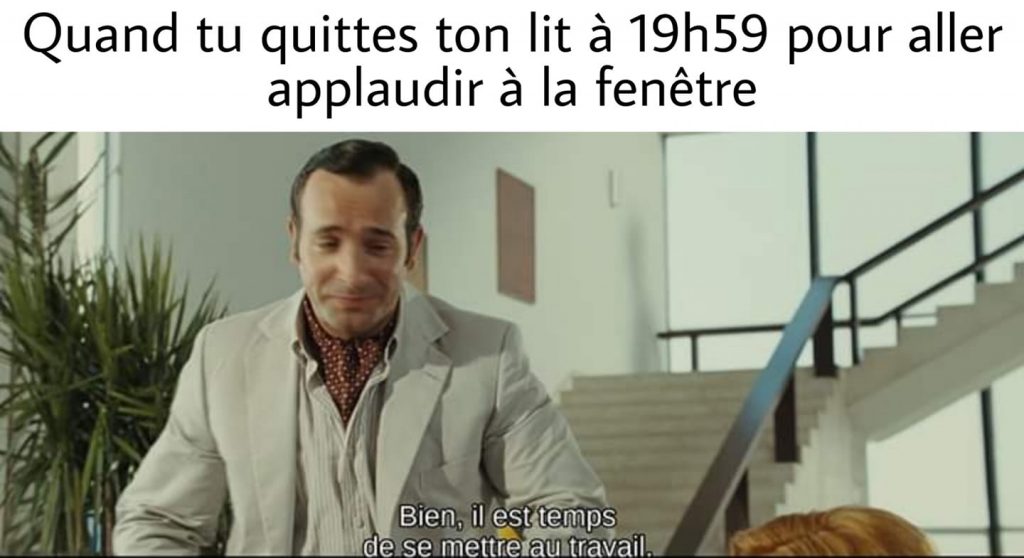 Quand tu quittes ton lit à 19h59 pour aller
applaudir à la fenêtre
Bien, il est temps
de se mettre au travail.